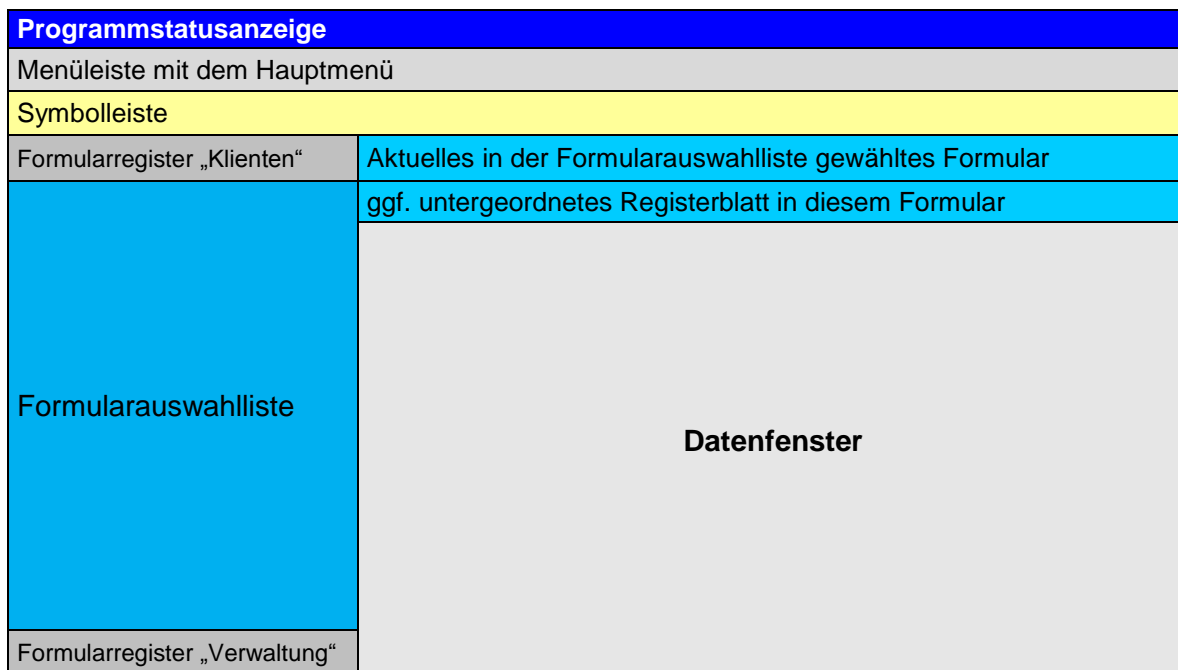 Programmstatusanzeige
Menüleiste mit dem Hauptmenü
Symbolleiste
Formularregister „Klienten“
Aktuelles in der Formularauswahlliste gewähltes Formular
ggf. untergeordnetes Registerblatt in diesem Formular
Formularauswahlliste
Datenfenster
Formularregister „Verwaltung“